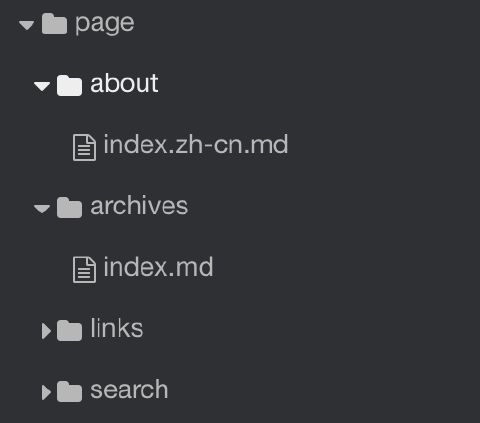 page
about
index.zh-cn.md
archives
index.md
links
search